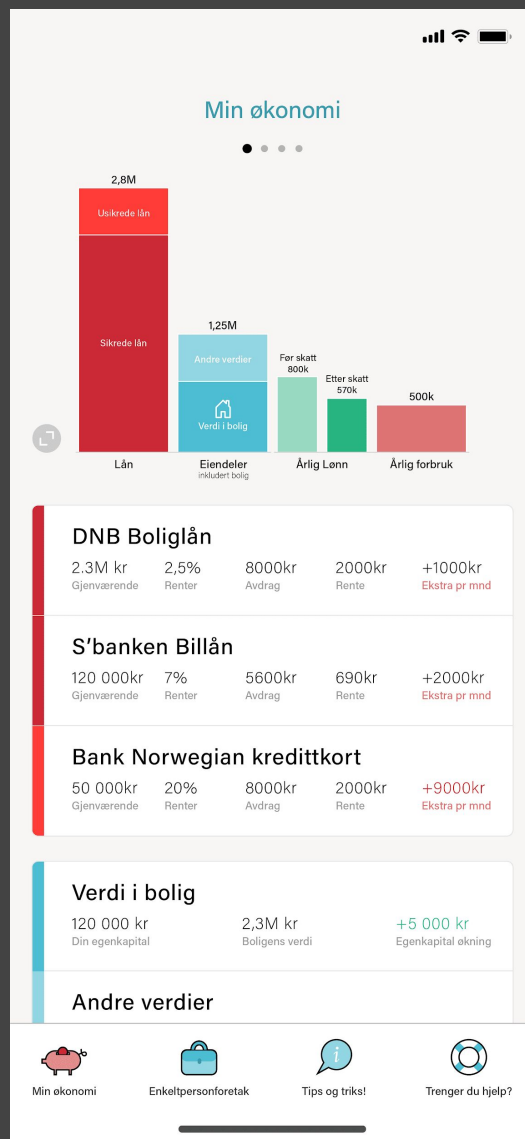 Min økonomi
2,8M
Usikrede lån
Sikrede lån
1,25M
Andre verdier
Verdi i bolig
Før skatt
800k
Etter skatt
570k
500k
Lån
Eiendeler
inkludert bolig
Årlig Lønn
Årlig forbruk
DNB Boliglån
2.3M kr 2,5% 8000kr 2000kr +1000kr
Gjenværende Renter Avdrag Rente Ekstra pr mnd
S'banken Billån
120 000kr 7% 5600kr 690kr +2000kr
Gjenværende Renter Avdrag Rente Ekstra pr mnd
Bank Norwegian kredittkort
50 000kr 20% 8000kr 2000kr +9000kr
Gjenværende Renter Avdrag Rente Ekstra pr mnd
Verdi i bolig
120 000 kr 2,3M kr +5 000 kr
Din egenkapital Boligens verdi Egenkapital økning
Andre verdier
i
Min økonomi Enkeltpersonforetak Tips og triks! Trenger du hjelp?